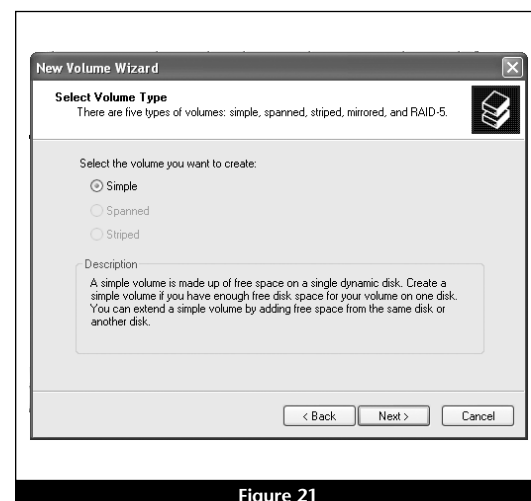 New Volume Wizard
Select Volume Type
There are five types of volumes: simple, spanned, striped, mirrored, and RAID-5.
Select the volume you want to create:
Simple
Spanned
Striped
Description
A simple volume is made up of free space on a single dynamic disk. Create a
simple volume if you have enough free disk space for your volume on one disk.
You can extend a simple volume by adding free space from the same disk or
another disk.
< Back Next > Cancel
Figure 21